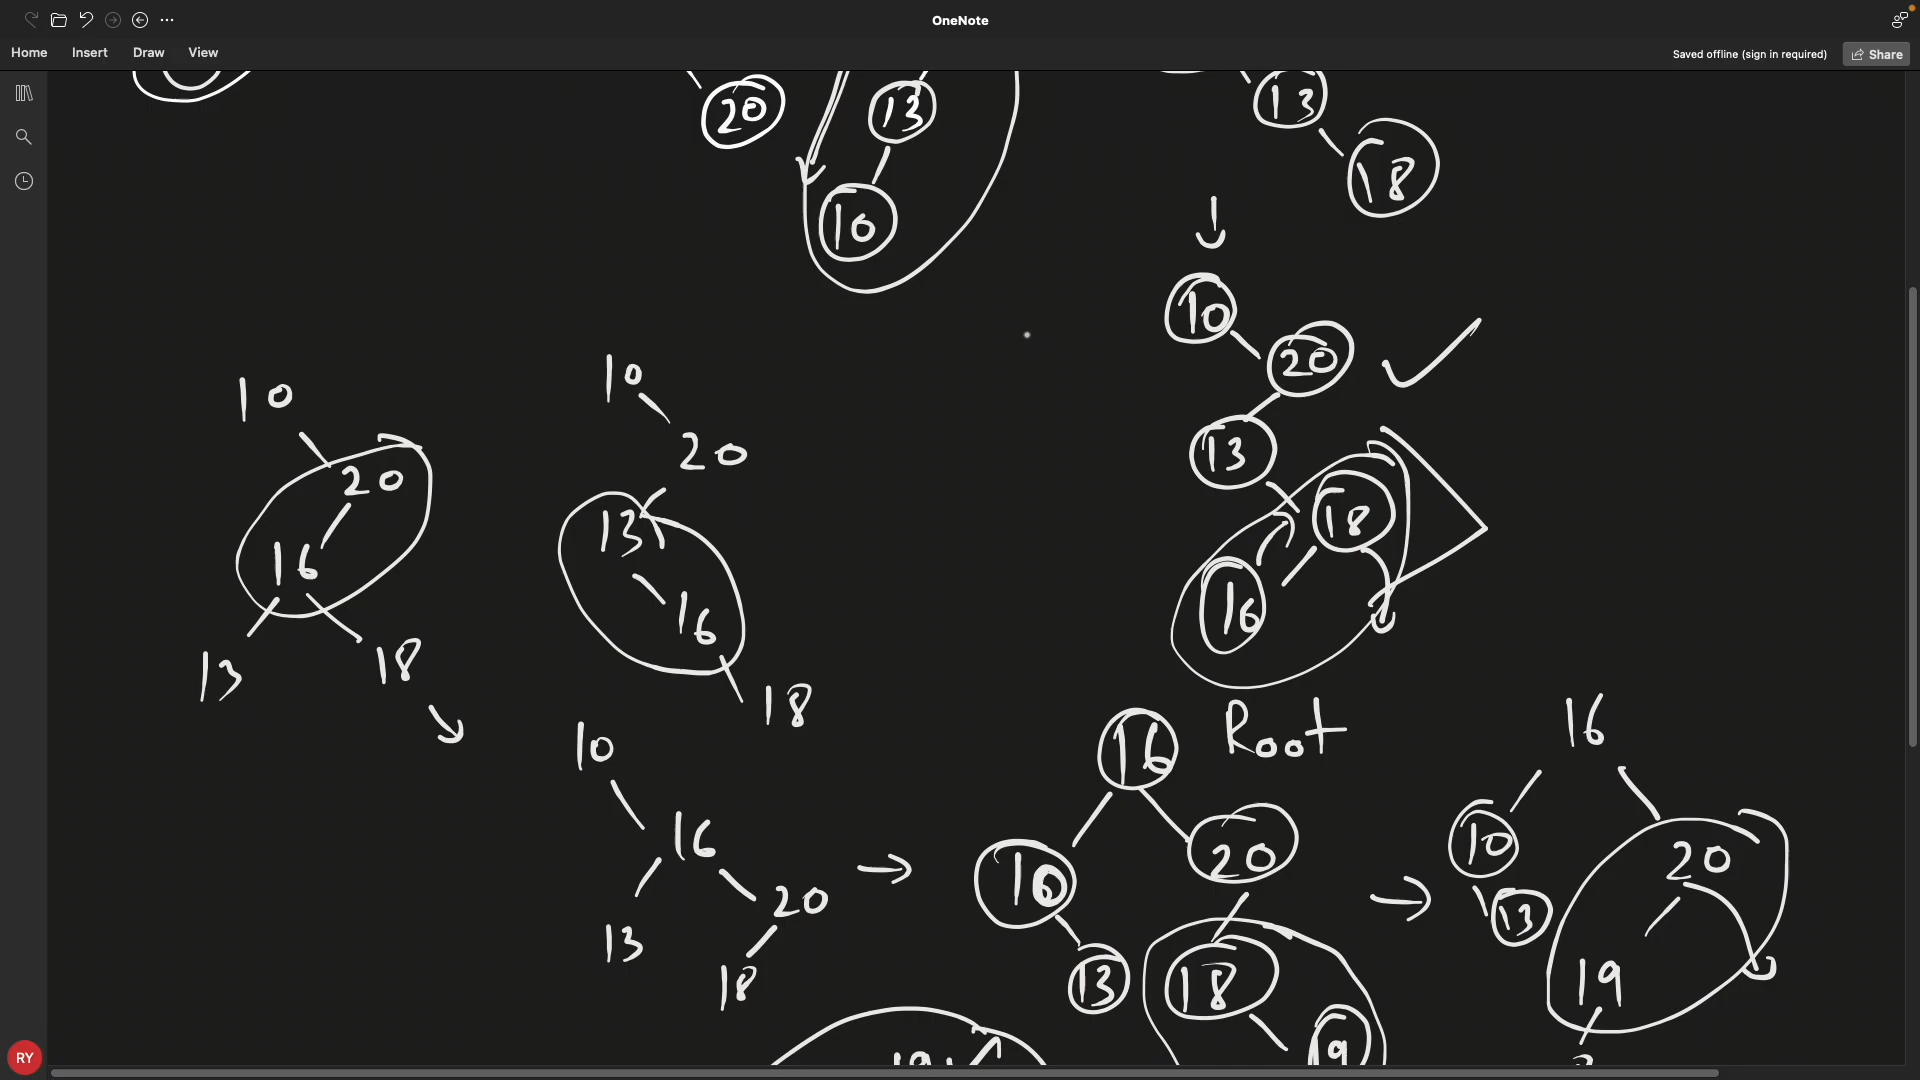 OneNote
Home Insert Draw View
Saved offline (sign in required) Share
20 13 13
10 18
10
10 10 20
20 20 13
16 13 18
13 18 16 16
18
10 16 Root 16
16 20 10 20
13 20 10 13
18 13 18 19
19
RY